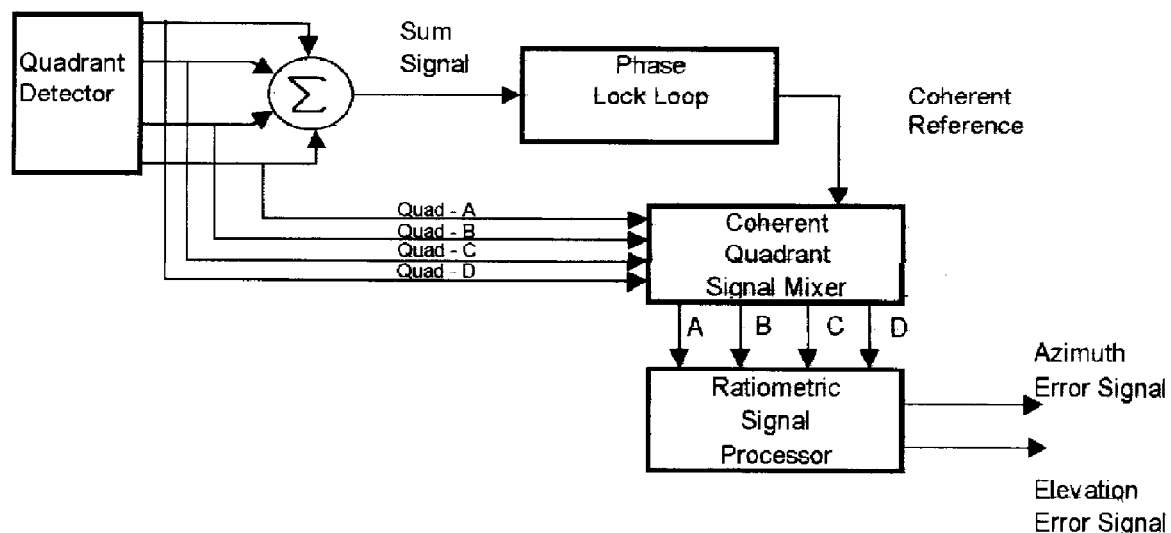 Quadrant
Detector
Σ
Sum
Signal
Phase
Lock Loop
Coherent
Reference
Quad - A
Quad - B
Quad - C
Quad - D
Coherent
Quadrant
Signal Mixer
A B C D
Ratiometric
Signal
Processor
Azimuth
Error Signal
Elevation
Error Signal